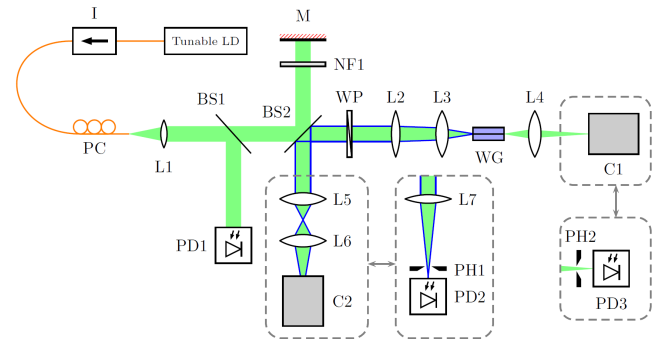 I
M
Tunable LD
NF1
BS1
BS2
WP
L2
L3
L4
PC
L1
WG
C1
L5
L7
PD1
L6
PH2
PH1
C2
PD2
PD3